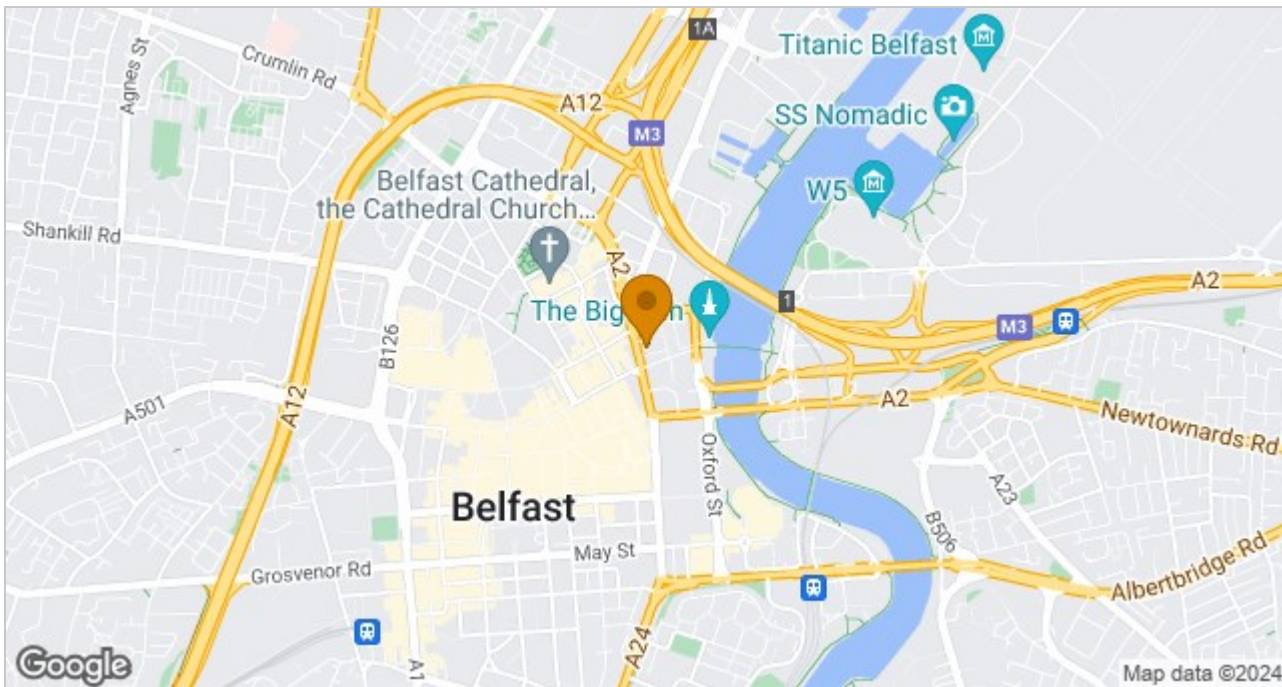 1A
Titanic Belfast
Crumlin Rd
Agnes St
A12
SS Nomadic
M3
Belfast Cathedral,
the Cathedral Church...
W5
Shankill Rd
A2
A2
The Big
1
M3
B126
A12
A501
A2
Newtownards Rd
Oxford St
A23
Belfast
B506
May St
Grosvenor Rd
Albertbridge Rd
A24
A1
Google
Map data ©2024